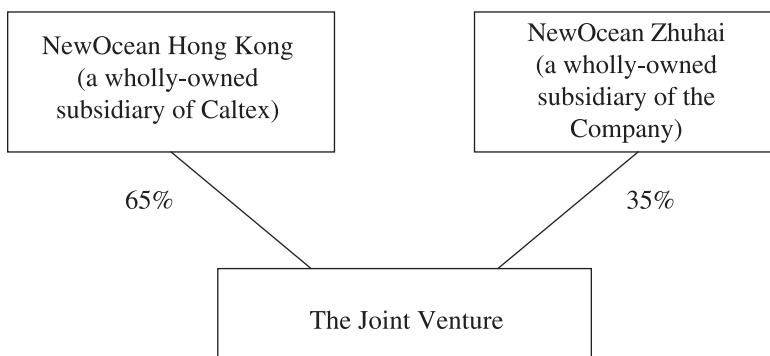 NewOcean Hong Kong
(a wholly-owned
subsidiary of Caltex)
NewOcean Zhuhai
(a wholly-owned
subsidiary of the
Company)
65%
35%
The Joint Venture